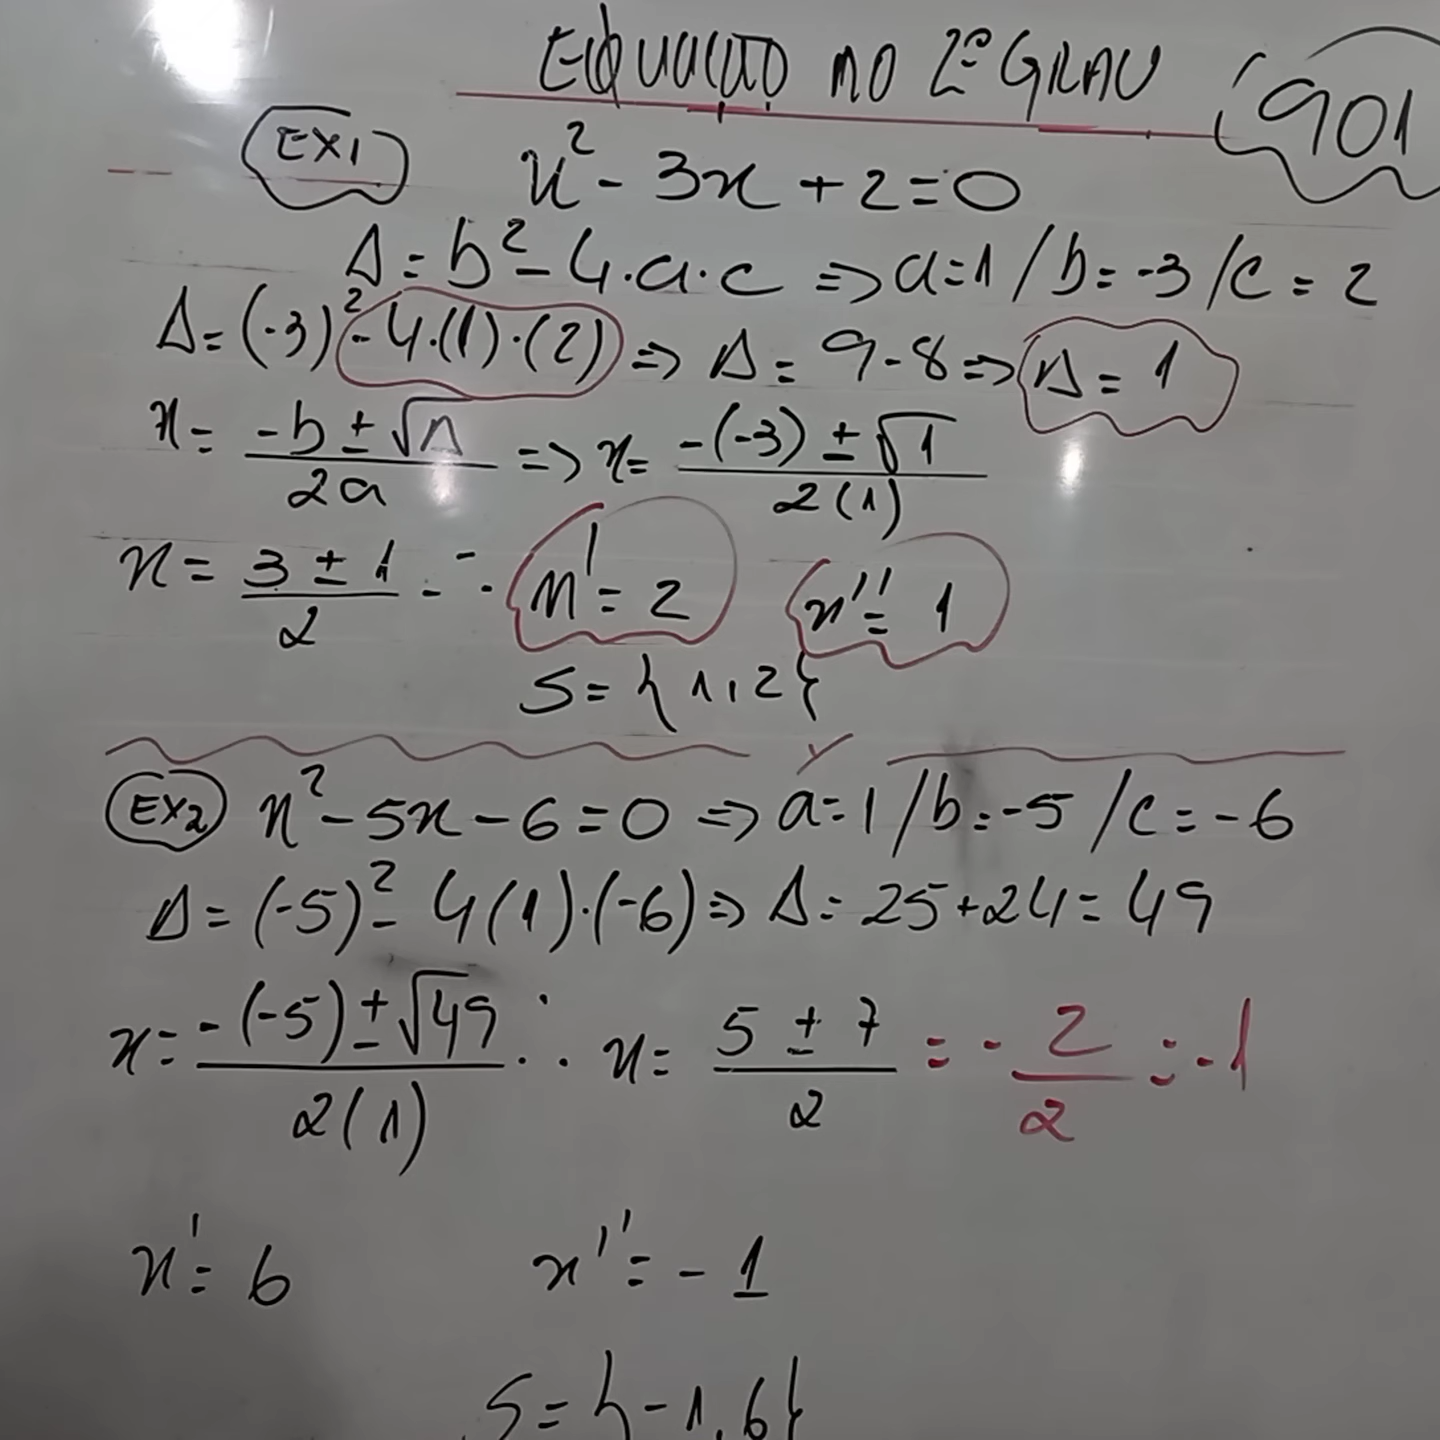 EQUAÇÃO NO 2º GRAU 901
EX1 x² - 3x + 2 = 0
Δ = b² - 4·a·c ⇒ a=1 / b=-3 / c=2
Δ = (-3)² - 4·(1)·(2) ⇒ Δ = 9-8 ⇒ Δ = 1
x = (-b ± √Δ)/2a ⇒ x = (-(-3) ± √1)/2(1)
x = (3 ± 1)/2 ∴ x' = 2 x'' = 1
S = {1,2}
EX2 x² - 5x - 6 = 0 ⇒ a=1 / b=-5 / c=-6
Δ = (-5)² - 4(1)·(-6) ⇒ Δ = 25+24 = 49
x = (-(-5) ± √49)/2(1) ∴ x = (5 ± 7)/2 = -2/2 = -1
x' = 6 x'' = -1
S = {-1,6}